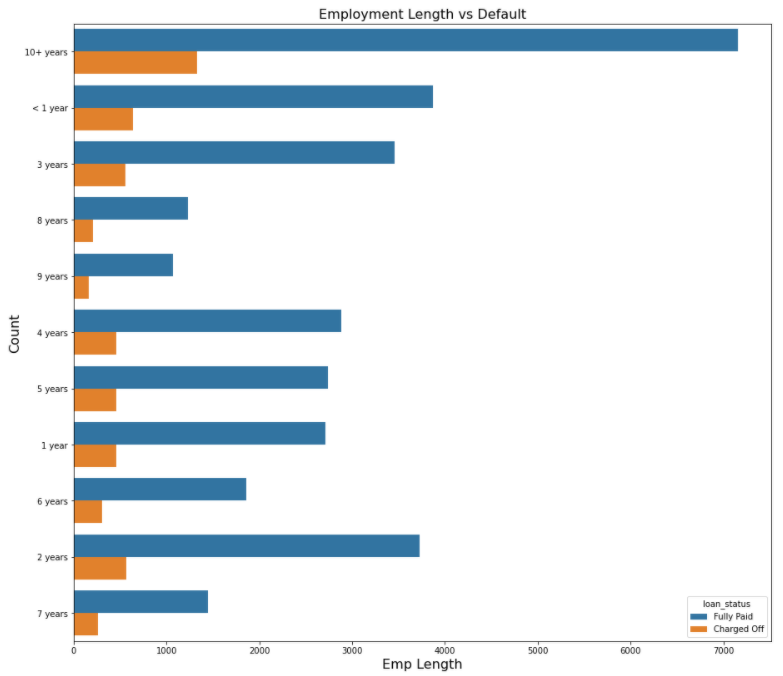 Employment Length vs Default
Count
10+ years
< 1 year
3 years
8 years
9 years
4 years
5 years
1 year
6 years
2 years
7 years
loan_status
Fully Paid
Charged Off
0 1000 2000 3000 4000 5000 6000 7000
Emp Length